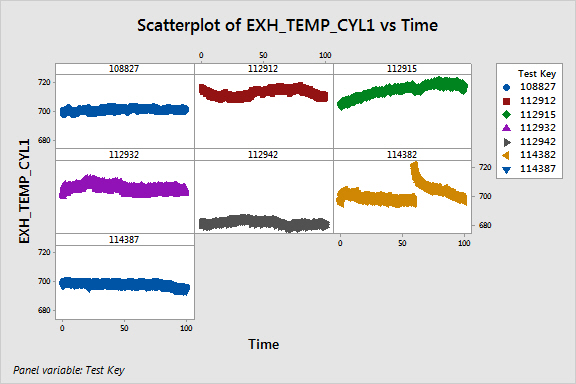 Scatterplot of EXH_TEMP_CYL1 vs Time
0 50 100
108827 112912 112915
720
700
680
112932 112942 114382
720
700
680
114387
720
700
680
0 50 100
0 50 100
EXH_TEMP_CYL1
Time
Test Key
108827
112912
112915
112932
112942
114382
114387
Panel variable: Test Key